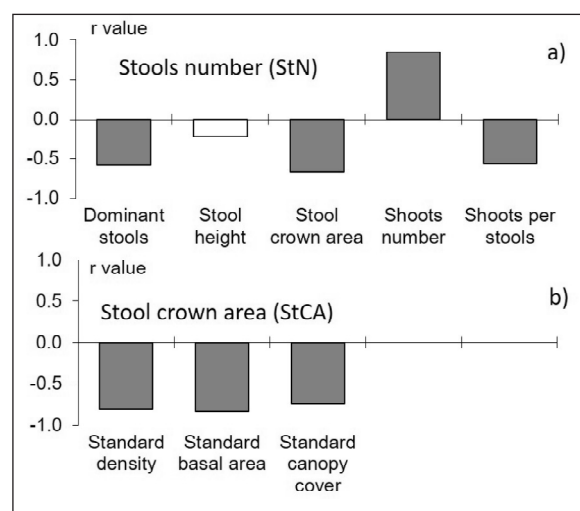 r value
a)
1.0
Stools number (StN)
0.5
0.0
-0.5
-1.0
Dominant stools
Stool height
Stool crown area
Shoots number
Shoots per stools
r value
b)
1.0
0.5
Stool crown area (StCA)
0.0
-0.5
-1.0
Standard density
Standard basal area
Standard canopy cover